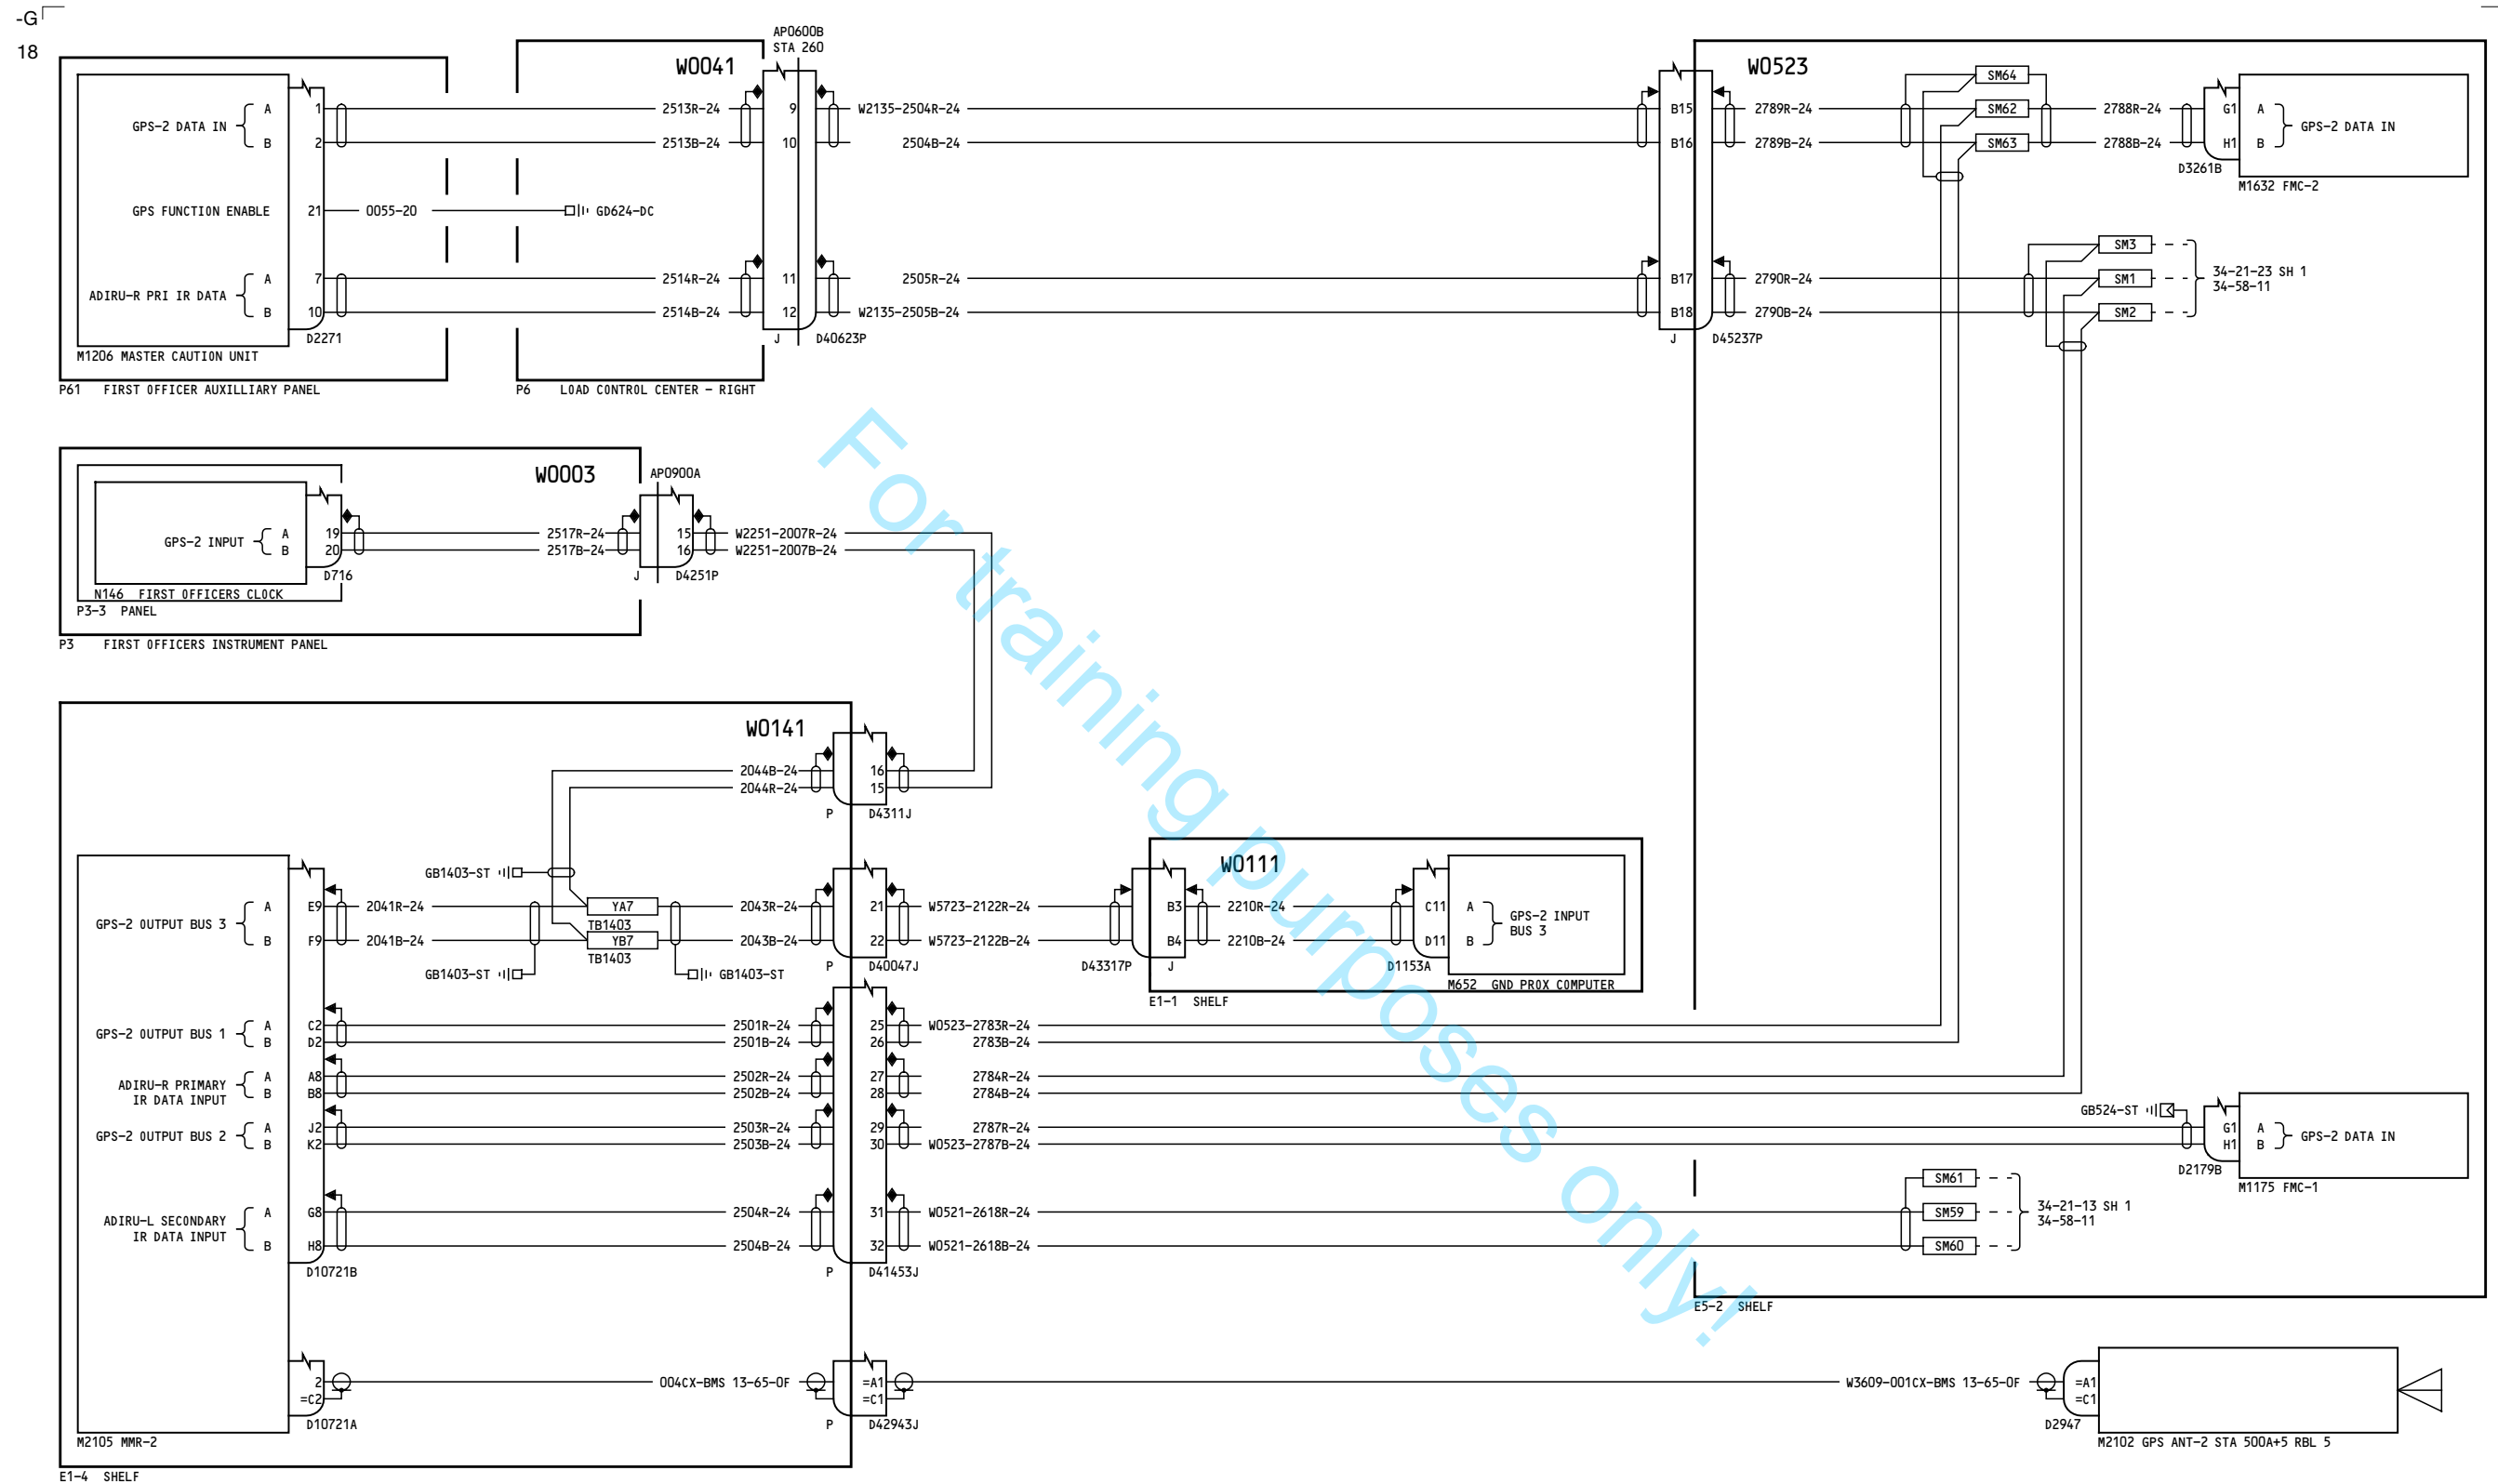 -G
18
AP0600B
STA 260
W0041
W0523
GPS-2 DATA IN
A
B
1
2
2513R-24
2513B-24
9
10
W2135-2504R-24
2504B-24
B15
B16
2789R-24
2789B-24
SM64
SM62
SM63
2788R-24
2788B-24
G1
H1
A
B
GPS-2 DATA IN
D3261B
M1632 FMC-2
GPS FUNCTION ENABLE
21
0055-20
GD624-DC
ADIRU-R PRI IR DATA
A
B
7
10
2514R-24
2514B-24
11
12
2505R-24
W2135-2505B-24
B17
B18
2790R-24
2790B-24
SM3
SM1
SM2
34-21-23 SH 1
34-58-11
D2271
J
D40623P
J
D45237P
M1206 MASTER CAUTION UNIT
P61 FIRST OFFICER AUXILLIARY PANEL
P6 LOAD CONTROL CENTER - RIGHT
W0003
AP0900A
GPS-2 INPUT
A
B
19
20
2517R-24
2517B-24
15
16
W2251-2007R-24
W2251-2007B-24
D716
J
D4251P
N146 FIRST OFFICERS CLOCK
P3-3 PANEL
P3 FIRST OFFICERS INSTRUMENT PANEL
W0141
2044B-24
2044R-24
16
15
P
D4311J
GB1403-ST
GPS-2 OUTPUT BUS 3
A
B
E9
F9
2041R-24
2041B-24
YA7
TB1403
YB7
TB1403
2043R-24
2043B-24
21
22
W5723-2122R-24
W5723-2122B-24
W0111
B3
B4
2210R-24
2210B-24
C11
D11
A
B
GPS-2 INPUT
BUS 3
GB1403-ST
GB1403-ST
P
D40047J
D43317P
J
D1153A
M652 GND PROX COMPUTER
E1-1 SHELF
GPS-2 OUTPUT BUS 1
A
B
C2
D2
2501R-24
2501B-24
25
26
W0523-2783R-24
2783B-24
ADIRU-R PRIMARY
IR DATA INPUT
A
B
A8
B8
2502R-24
2502B-24
27
28
2784R-24
2784B-24
GPS-2 OUTPUT BUS 2
A
B
J2
K2
2503R-24
2503B-24
29
30
2787R-24
W0523-2787B-24
GB524-ST
G1
H1
A
B
GPS-2 DATA IN
D2179B
M1175 FMC-1
ADIRU-L SECONDARY
IR DATA INPUT
A
B
G8
H8
2504R-24
2504B-24
31
32
W0521-2618R-24
W0521-2618B-24
SM61
SM59
SM60
34-21-13 SH 1
34-58-11
D10721B
P
D41453J
E5-2 SHELF
2
=C2
004CX-BMS 13-65-0F
=A1
=C1
W3609-001CX-BMS 13-65-0F
=A1
=C1
D10721A
P
D42943J
D2947
M2105 MMR-2
M2102 GPS ANT-2 STA 500A+5 RBL 5
E1-4 SHELF
For training purposes only!